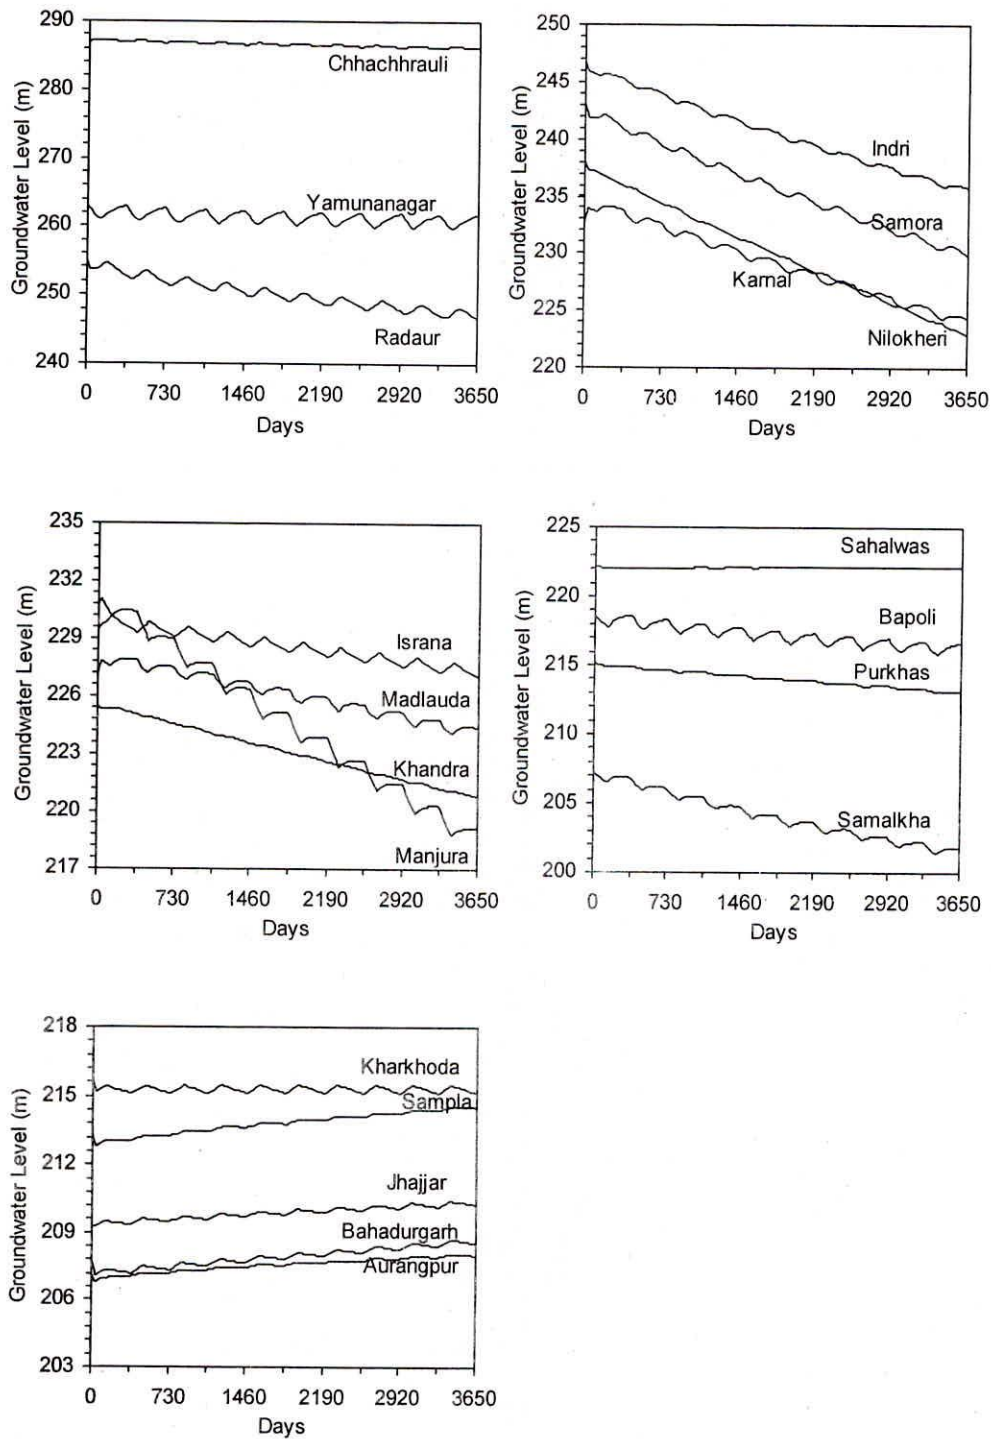 290
280
270
260
250
240
Groundwater Level (m)
Chhachhrauli
Yamunanagar
Radaur
0 730 1460 2190 2920 3650
Days
250
245
240
235
230
225
220
Groundwater Level (m)
Indri
Samora
Karnal
Nilokheri
0 730 1460 2190 2920 3650
Days
235
232
229
226
223
220
217
Groundwater Level (m)
Israna
Madlauda
Khandra
Manjura
0 730 1460 2190 2920 3650
Days
225
220
215
210
205
200
Groundwater Level (m)
Sahalwas
Bapoli
Purkhas
Samalkha
0 730 1460 2190 2920 3650
Days
218
215
212
209
206
203
Groundwater Level (m)
Kharkhoda
Sampla
Jhajjar
Bahadurgarh
Aurangpur
0 730 1460 2190 2920 3650
Days